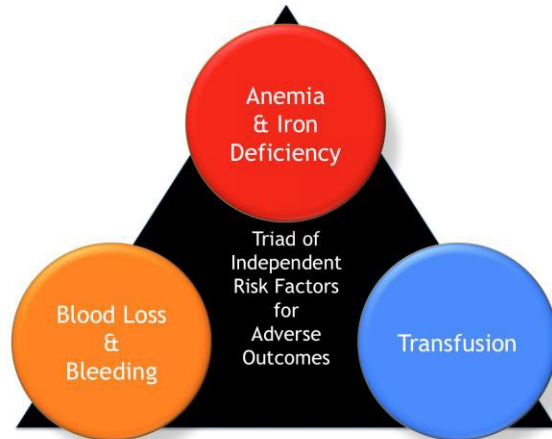 Anemia
& Iron
Deficiency
Triad of
Independent
Risk Factors
for
Adverse
Outcomes
Blood Loss
&
Bleeding
Transfusion